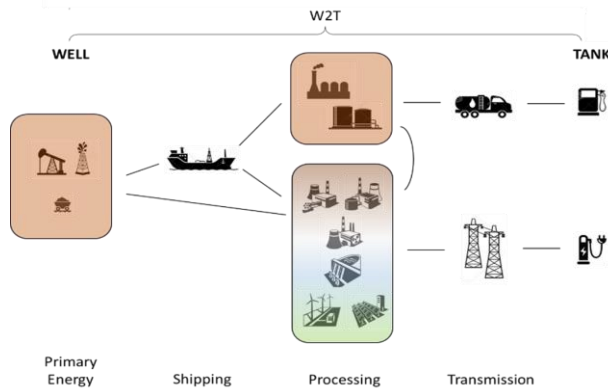 W2T
WELL
TANK
Primary
Energy
Shipping
Processing
Transmission